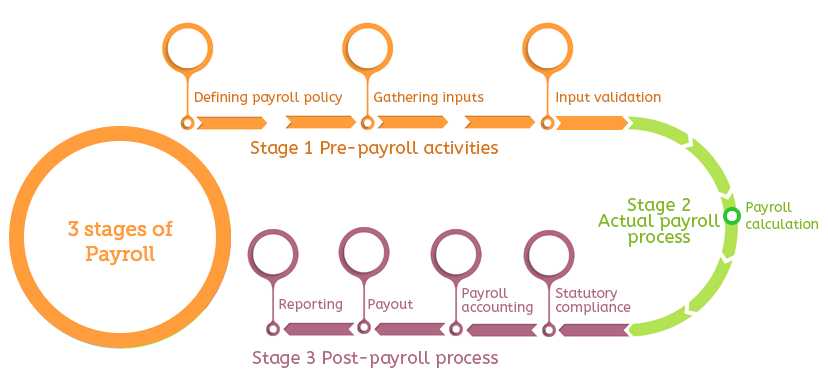 Defining payroll policy
Gathering inputs
Input validation
Stage 1 Pre-payroll activities
3 stages of
Payroll
Stage 2
Actual payroll
process
Payroll
calculation
Reporting
Payout
Payroll
accounting
Statutory
compliance
Stage 3 Post-payroll process